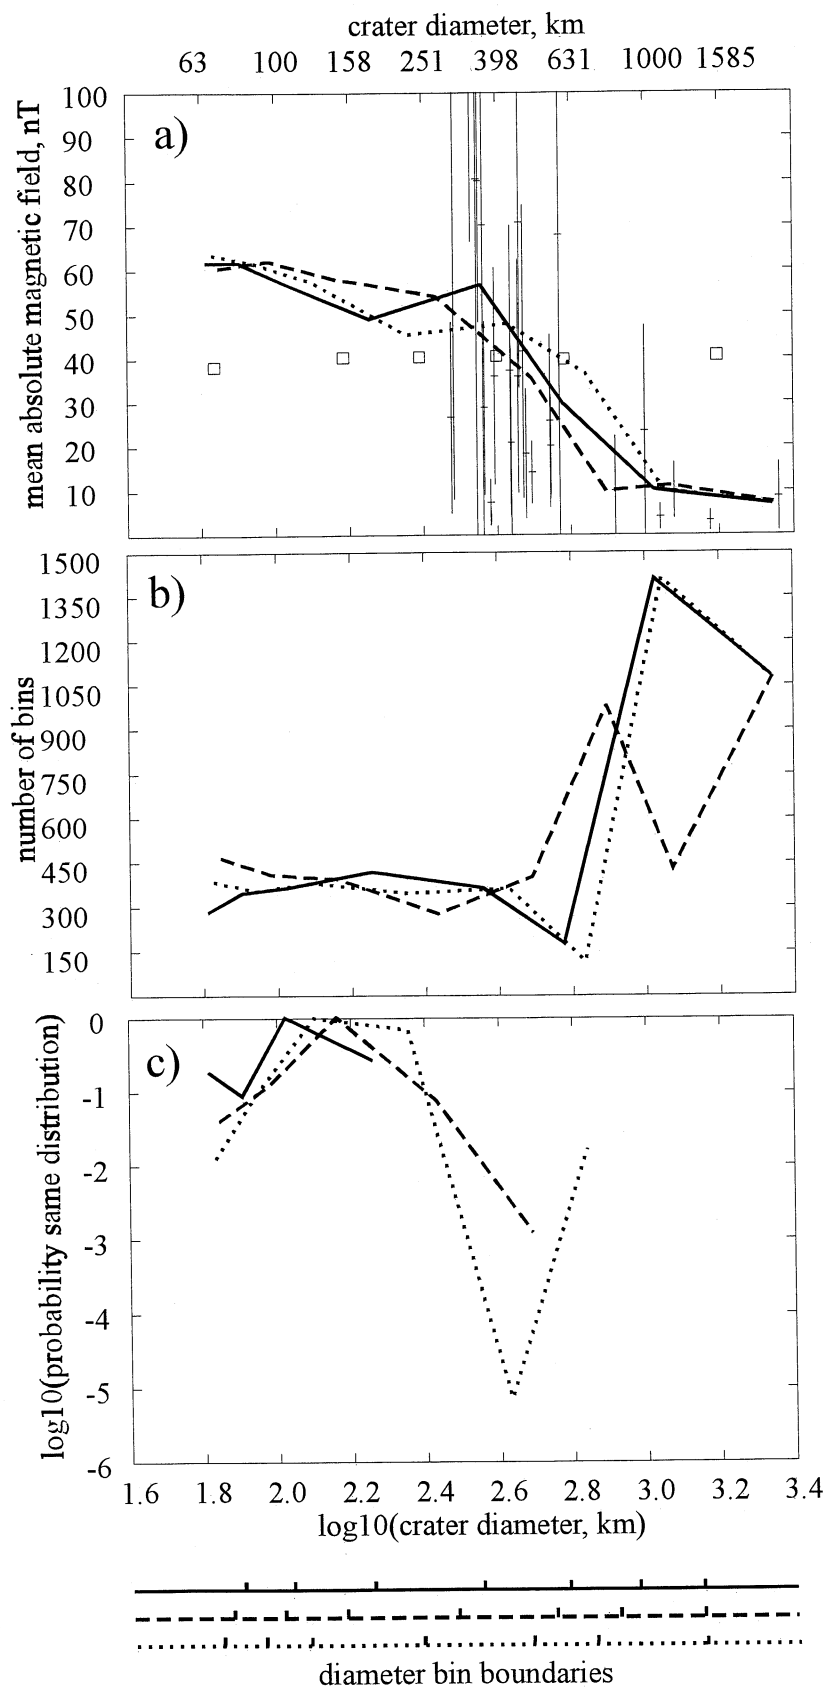 crater diameter, km
63 100 158 251 398 631 1000 1585
mean absolute magnetic field, nT
a)
100
90
80
70
60
50
40
30
20
10
number of bins
b)
1500
1350
1200
1050
900
750
600
450
300
150
log10(probability same distribution)
c)
0
-1
-2
-3
-4
-5
-6
1.6 1.8 2.0 2.2 2.4 2.6 2.8 3.0 3.2 3.4
log10(crater diameter, km)
diameter bin boundaries